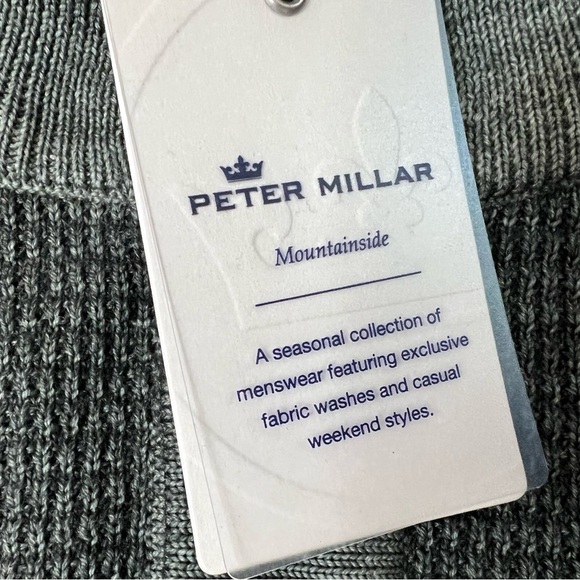 PETER MILLAR
Mountainside
A seasonal collection of
menswear featuring exclusive
fabric washes and casual
weekend styles.